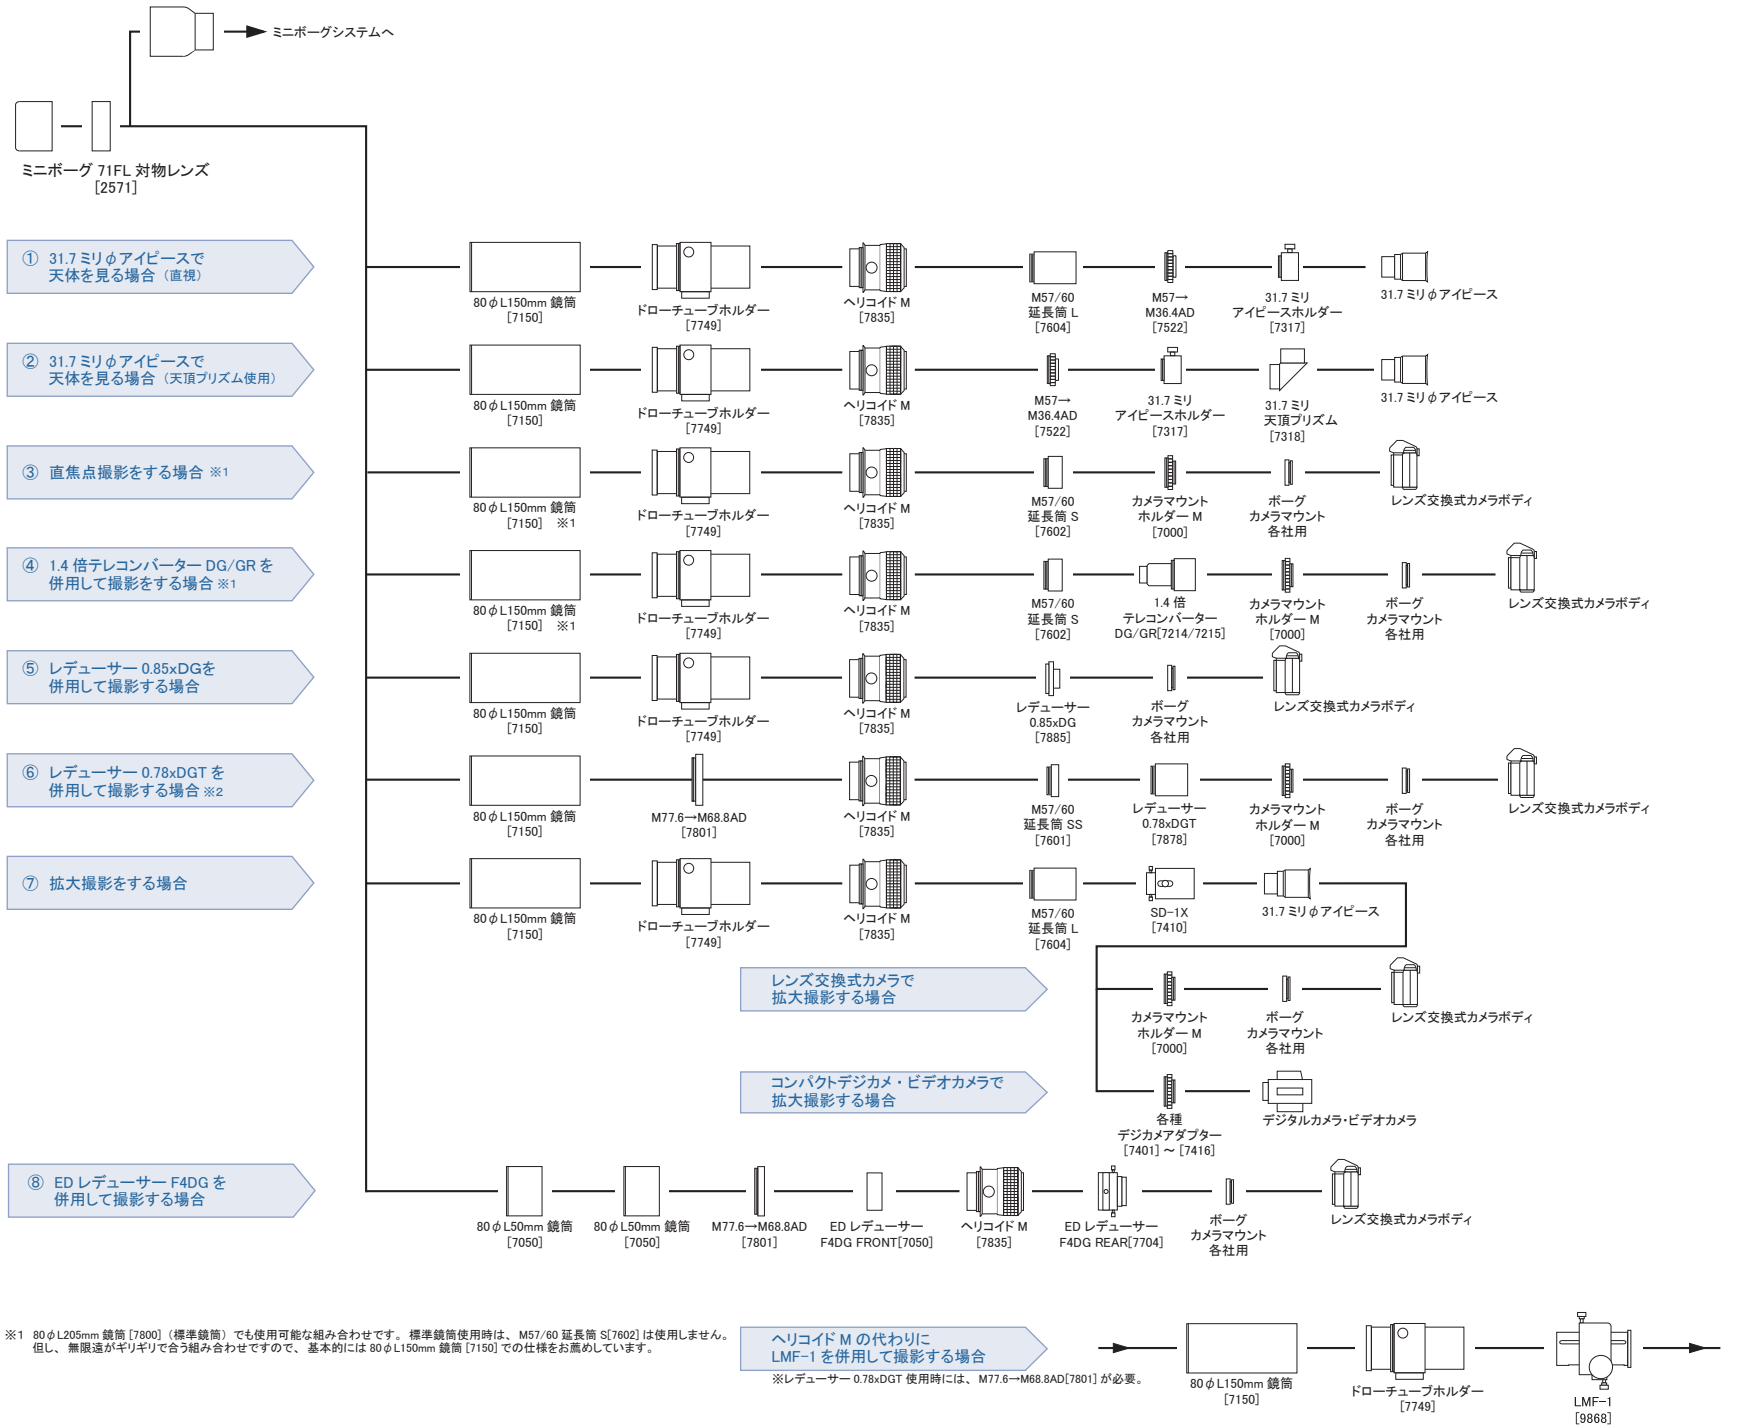 ミニボーグシステムへ
ミニボーグ 71FL 対物レンズ
[2571]
① 31.7 ミリφアイピースで
天体を見る場合（直視）
80φL150mm 鏡筒
[7150]
ドローチューブホルダー
[7749]
ヘリコイド M
[7835]
M57/60
延長筒 L
[7604]
M57→
M36.4AD
[7522]
31.7 ミリ
アイピースホルダー
[7317]
31.7 ミリφアイピース
② 31.7 ミリφアイピースで
天体を見る場合（天頂プリズム使用）
80φL150mm 鏡筒
[7150]
ドローチューブホルダー
[7749]
ヘリコイド M
[7835]
M57→
M36.4AD
[7522]
31.7 ミリ
アイピースホルダー
[7317]
31.7 ミリ
天頂プリズム
[7318]
31.7 ミリφアイピース
③ 直焦点撮影をする場合 ※1
80φL150mm 鏡筒
[7150] ※1
ドローチューブホルダー
[7749]
ヘリコイド M
[7835]
M57/60
延長筒 S
[7602]
カメラマウント
ホルダー M
[7000]
ボーグ
カメラマウント
各社用
レンズ交換式カメラボディ
④ 1.4 倍テレコンバーター DG/GR を
併用して撮影をする場合 ※1
80φL150mm 鏡筒
[7150] ※1
ドローチューブホルダー
[7749]
ヘリコイド M
[7835]
M57/60
延長筒 S
[7602]
1.4 倍
テレコンバーター
DG/GR[7214/7215]
カメラマウント
ホルダー M
[7000]
ボーグ
カメラマウント
各社用
レンズ交換式カメラボディ
⑤ レデューサー 0.85xDGを
併用して撮影する場合
80φL150mm 鏡筒
[7150]
ドローチューブホルダー
[7749]
ヘリコイド M
[7835]
レデューサー
0.85xDG
[7885]
ボーグ
カメラマウント
各社用
レンズ交換式カメラボディ
⑥ レデューサー 0.78xDGT を
併用して撮影する場合 ※2
80φL150mm 鏡筒
[7150]
M77.6→M68.8AD
[7801]
ヘリコイド M
[7835]
M57/60
延長筒 SS
[7601]
レデューサー
0.78xDGT
[7878]
カメラマウント
ホルダー M
[7000]
ボーグ
カメラマウント
各社用
レンズ交換式カメラボディ
⑦ 拡大撮影をする場合
80φL150mm 鏡筒
[7150]
ドローチューブホルダー
[7749]
ヘリコイド M
[7835]
M57/60
延長筒 L
[7604]
SD-1X
[7410]
31.7 ミリφアイピース
レンズ交換式カメラで
拡大撮影する場合
カメラマウント
ホルダー M
[7000]
ボーグ
カメラマウント
各社用
レンズ交換式カメラボディ
コンパクトデジカメ・ビデオカメラで
拡大撮影する場合
各種
デジカメアダプター
[7401] ～ [7416]
デジタルカメラ・ビデオカメラ
⑧ ED レデューサー F4DG を
併用して撮影する場合
80φL50mm 鏡筒
[7050]
80φL50mm 鏡筒
[7050]
M77.6→M68.8AD
[7801]
ED レデューサー
F4DG FRONT[7050]
ヘリコイド M
[7835]
ED レデューサー
F4DG REAR[7704]
ボーグ
カメラマウント
各社用
レンズ交換式カメラボディ
※1 80φL205mm 鏡筒 [7800]（標準鏡筒）でも使用可能な組み合わせです。標準鏡筒使用時は、M57/60 延長筒 S[7602] は使用しません。
但し、無限遠がギリギリで合う組み合わせですので、基本的には 80φL150mm 鏡筒 [7150] での仕様をお薦めしています。
ヘリコイド M の代わりに
LMF-1 を併用して撮影する場合
※レデューサー 0.78xDGT 使用時には、M77.6→M68.8AD[7801] が必要。
80φL150mm 鏡筒
[7150]
ドローチューブホルダー
[7749]
LMF-1
[9868]